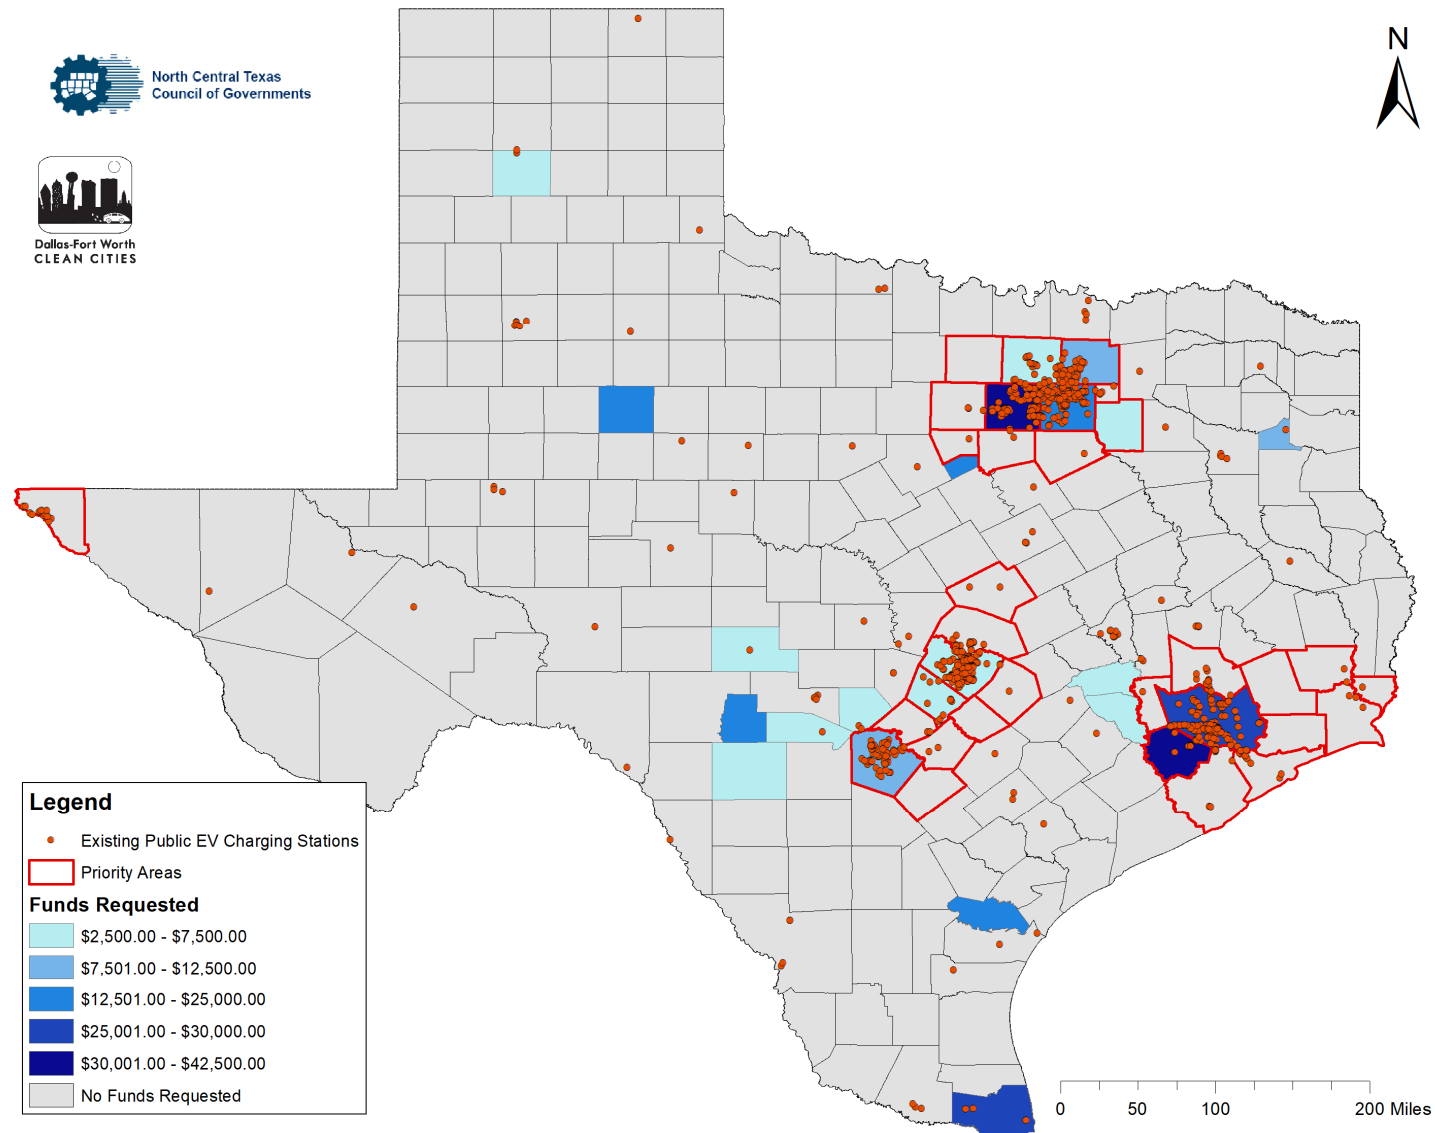 North Central Texas
Council of Governments
N
Dallas-Fort Worth
CLEAN CITIES
Legend
Existing Public EV Charging Stations
Priority Areas
Funds Requested
$2,500.00 - $7,500.00
$7,501.00 - $12,500.00
$12,501.00 - $25,000.00
$25,001.00 - $30,000.00
$30,001.00 - $42,500.00
No Funds Requested
0 50 100 200 Miles